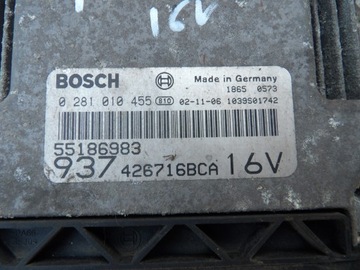 16V
BOSCH
Made in Germany
1865 0573
0 281 010 455 B10 02-11-06 1039S01742
55186983
937 426716BCA 16V